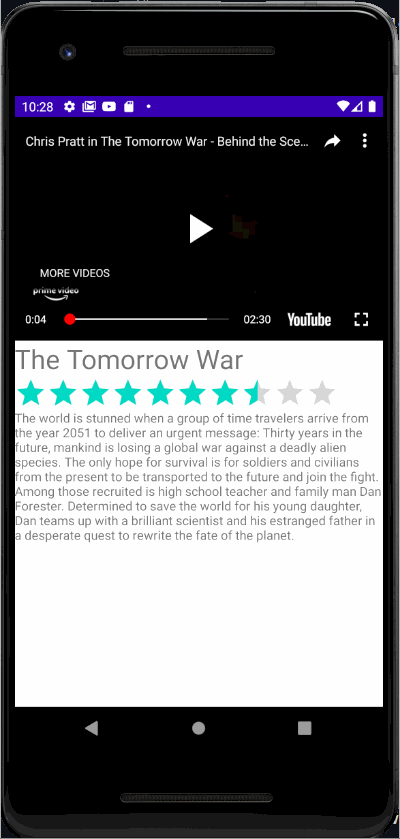 10:28
Chris Pratt in The Tomorrow War - Behind the Sce...
MORE VIDEOS
prime video
0:04
02:30
YouTube
The Tomorrow War
The world is stunned when a group of time travelers arrive from
the year 2051 to deliver an urgent message: Thirty years in the
future, mankind is losing a global war against a deadly alien
species. The only hope for survival is for soldiers and civilians
from the present to be transported to the future and join the fight.
Among those recruited is high school teacher and family man Dan
Forester. Determined to save the world for his young daughter,
Dan teams up with a brilliant scientist and his estranged father in
a desperate quest to rewrite the fate of the planet.